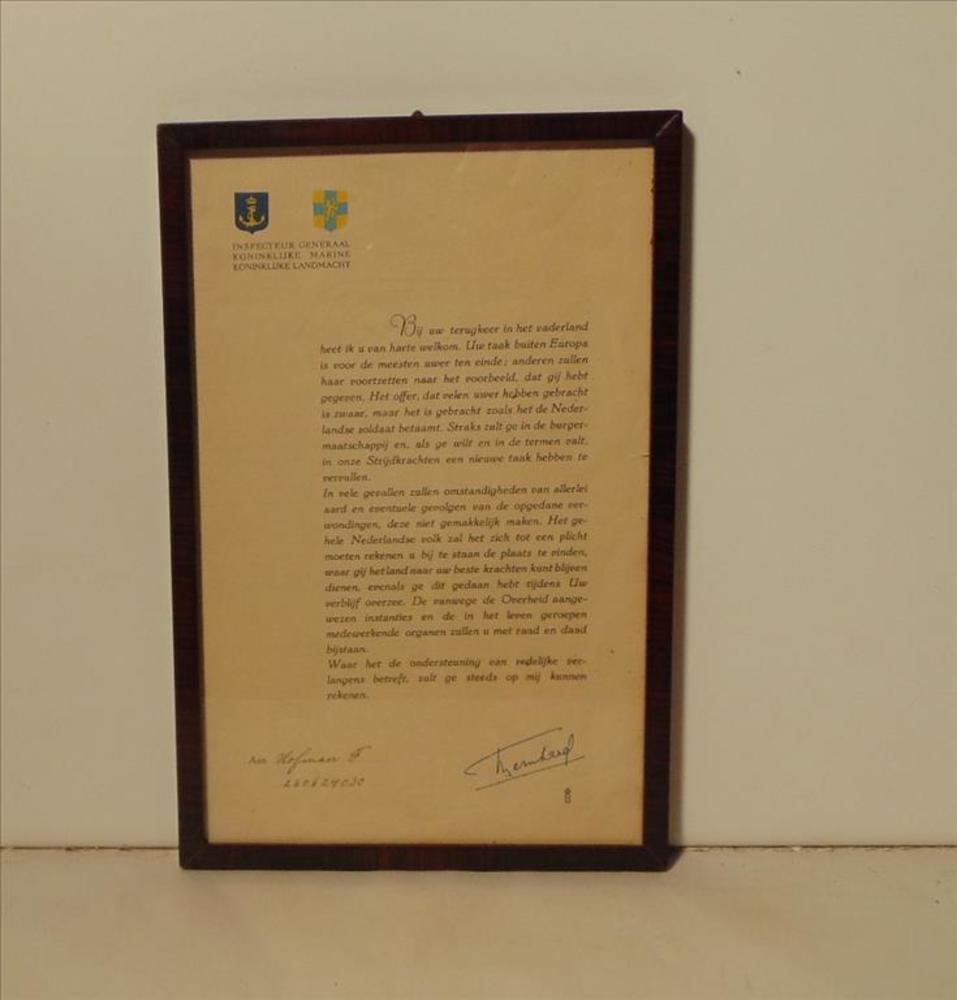 INSPECTEUR GENERAAL
KONINKLIJKE MARINE
KONINKLIJKE LANDMACHT
Bij uw terugkeer in het vaderland
heet ik u van harte welkom. Uw taak buiten Europa
is voor de meesten uwer ten einde; anderen zullen
haar voortzetten naar het voorbeeld, dat gij hebt
gegeven. Het offer, dat velen uwer hebben gebracht
is zwaar, maar het is gebracht zoals het de Neder-
landse soldaat betaamt. Straks zult ge in de burger-
maatschappij en, als ge wilt en in de termen valt,
in onze Strijdkrachten een nieuwe taak hebben te
vervullen.
In vele gevallen zullen omstandigheden van allerlei
aard en eventuele gevolgen van de opgedane ver-
wondingen, deze niet gemakkelijk maken. Het ge-
hele Nederlandse volk zal het zich tot een plicht
moeten rekenen u bij te staan de plaats te vinden,
waar gij het land naar uw beste krachten kunt blijven
dienen, evenals ge dit gedaan hebt tijdens Uw
verblijf overzee. De vanwege de Overheid aange-
wezen instanties en de in het leven geroepen
medewerkende organen zullen u met raad en daad
bijstaan.
Waar het de ondersteuning van redelijke ver-
langens betreft, zult ge steeds op mij kunnen
rekenen.
Aan Hofman F
260624030
Bernhard